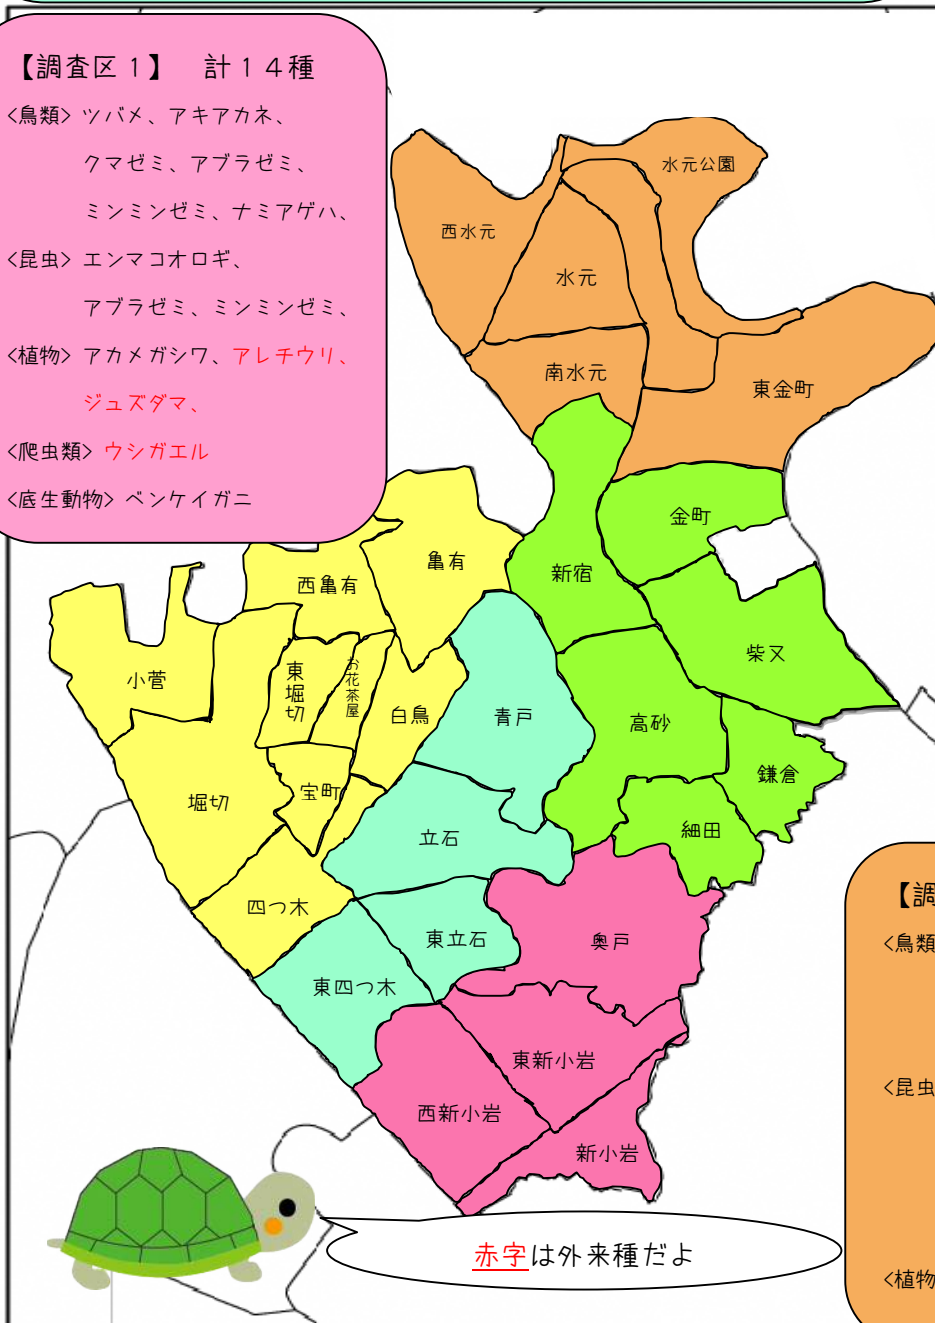 【調査区1】 計14種
<鳥類> ツバメ、アキアカネ、
クマゼミ、アブラゼミ、
ミンミンゼミ、ナミアゲハ、
<昆虫> エンマコオロギ、
アブラゼミ、ミンミンゼミ、
<植物> アカメガシワ、アレチウリ、
ジュズダマ、
<爬虫類> ウシガエル
<底生動物> ベンケイガニ
水元公園
西水元
水元
南水元
東金町
金町
新宿
亀有
西亀有
柴又
小菅
東堀切
お花茶屋
白鳥
青戸
高砂
鎌倉
堀切
宝町
立石
細田
四つ木
東立石
奥戸
東四つ木
東新小岩
西新小岩
新小岩
【調
<鳥類
<昆虫
<植物
赤字は外来種だよ